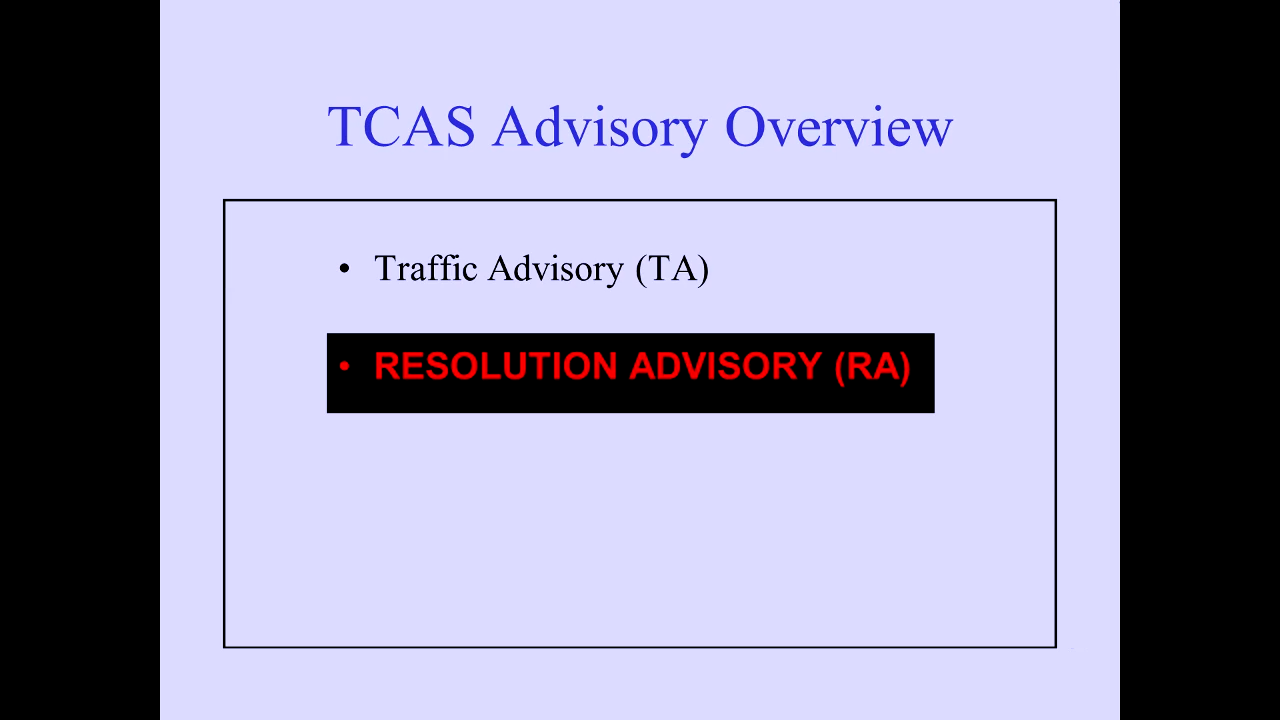 TCAS Advisory Overview
• Traffic Advisory (TA)
• RESOLUTION ADVISORY (RA)